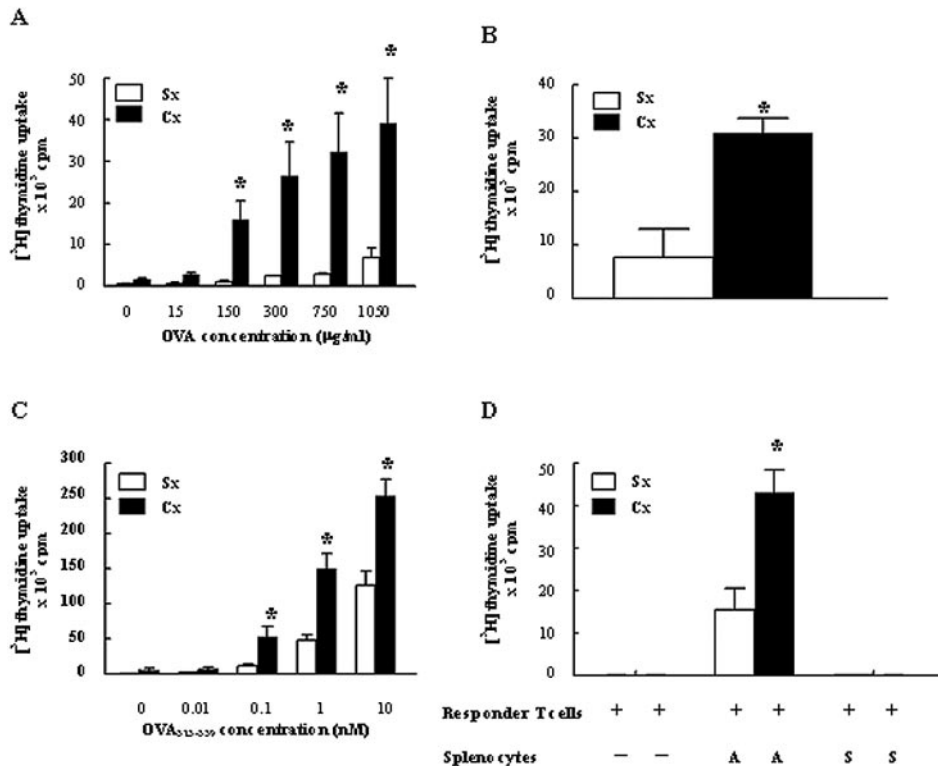 A
[³H]thymidine uptake
x 10³ cpm
50
40
30
20
10
0
Sx
Cx
*
*
*
*
0 15 150 300 750 1050
OVA concentration (µg/ml)
B
[³H]thymidine uptake
x 10³ cpm
40
30
10
0
Sx
Cx
*
C
[³H]thymidine uptake
x 10³ cpm
300
250
200
150
100
50
0
Sx
Cx
*
*
*
0 0.01 0.1 1 10
OVA concentration (nM)
D
[³H]thymidine uptake
x 10³ cpm
50
40
30
20
10
0
Sx
Cx
*
Responder T cells + + + + + +
Splenocytes – – A A S S